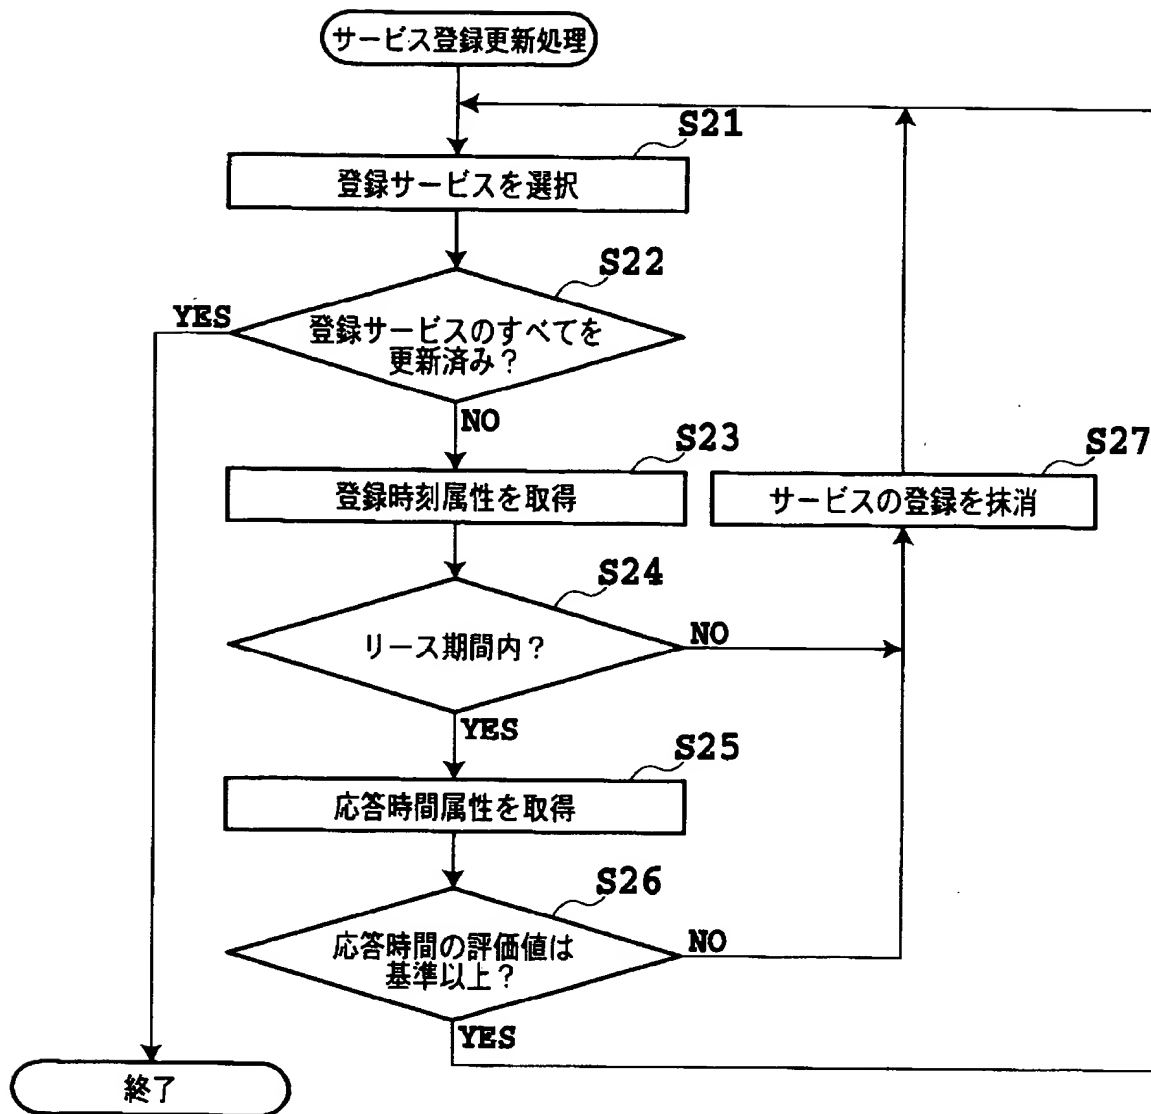 サービス登録更新処理
S21
登録サービスを選択
S22
YES
登録サービスのすべてを
更新済み？
NO
S23
登録時刻属性を取得
S27
サービスの登録を抹消
S24
リース期間内？
NO
YES
S25
応答時間属性を取得
S26
応答時間の評価値は
基準以上？
NO
YES
終了